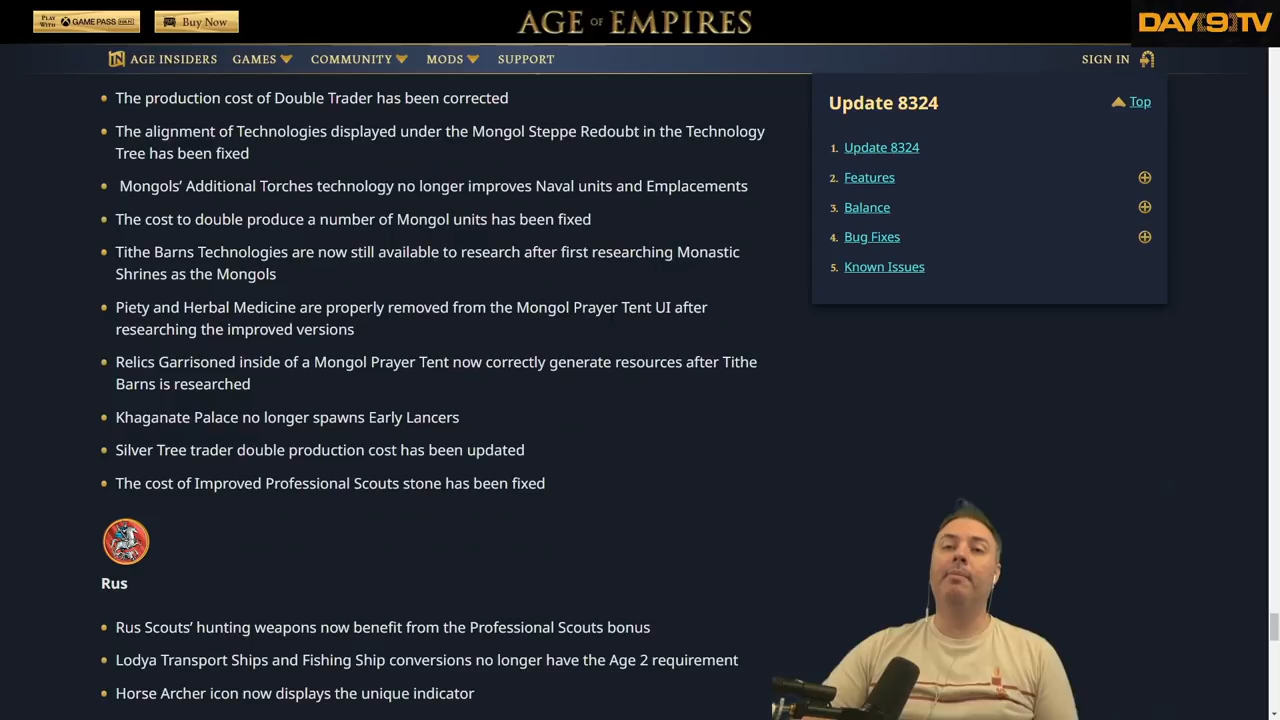 PLAY WITH XBOX GAME PASS FOR PC
Buy Now
AGE OF EMPIRES
DAY[9]TV
IN AGE INSIDERS
GAMES
COMMUNITY
MODS
SUPPORT
SIGN IN
The production cost of Double Trader has been corrected
The alignment of Technologies displayed under the Mongol Steppe Redoubt in the Technology
Tree has been fixed
Mongols’ Additional Torches technology no longer improves Naval units and Emplacements
The cost to double produce a number of Mongol units has been fixed
Tithe Barns Technologies are now still available to research after first researching Monastic
Shrines as the Mongols
Piety and Herbal Medicine are properly removed from the Mongol Prayer Tent UI after
researching the improved versions
Relics Garrisoned inside of a Mongol Prayer Tent now correctly generate resources after Tithe
Barns is researched
Khaganate Palace no longer spawns Early Lancers
Silver Tree trader double production cost has been updated
The cost of Improved Professional Scouts stone has been fixed
Rus
Rus Scouts’ hunting weapons now benefit from the Professional Scouts bonus
Lodya Transport Ships and Fishing Ship conversions no longer have the Age 2 requirement
Horse Archer icon now displays the unique indicator
Update 8324
Top
1. Update 8324
2. Features
3. Balance
4. Bug Fixes
5. Known Issues